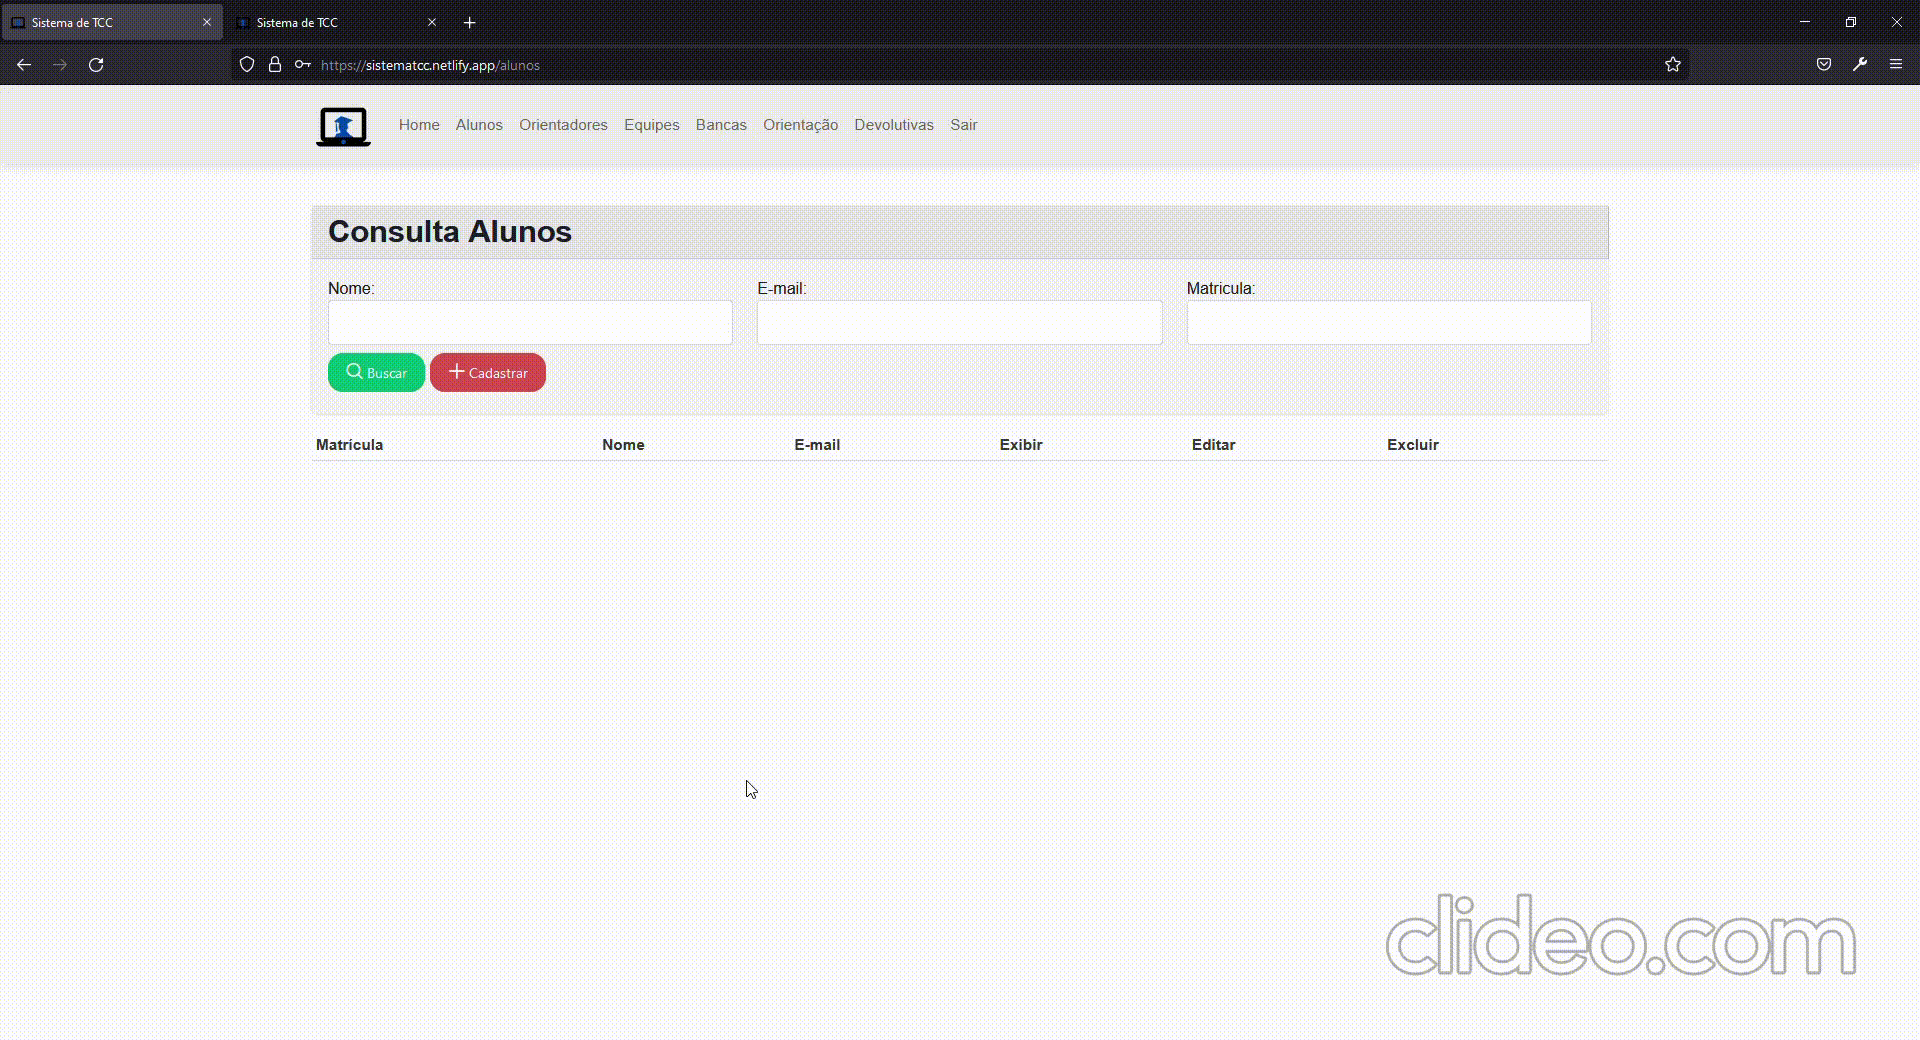 Sistema de TCC
Sistema de TCC
https://sistematcc.netlify.app/alunos
Home Alunos Orientadores Equipes Bancas Orientação Devolutivas Sair
Consulta Alunos
Nome: E-mail: Matricula:
Buscar Cadastrar
Matrícula Nome E-mail Exibir Editar Excluir
clideo.com